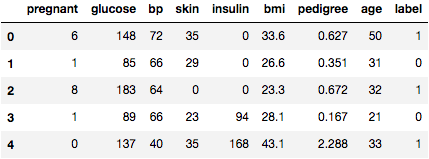 pregnant glucose bp skin insulin bmi pedigree age label
0 6 148 72 35 0 33.6 0.627 50 1
1 1 85 66 29 0 26.6 0.351 31 0
2 8 183 64 0 0 23.3 0.672 32 1
3 1 89 66 23 94 28.1 0.167 21 0
4 0 137 40 35 168 43.1 2.288 33 1